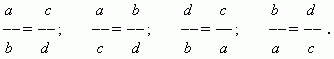 a/b = c/d; a/c = b/d; d/b = c/a; b/a = d/c.